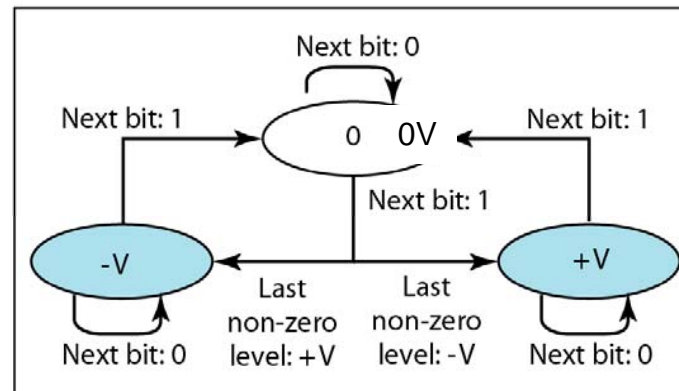 Next bit: 0
Next bit: 1
0 0V
Next bit: 1
Next bit: 1
-V
+V
Last
non-zero
level: +V
Last
non-zero
level: -V
Next bit: 0
Next bit: 0